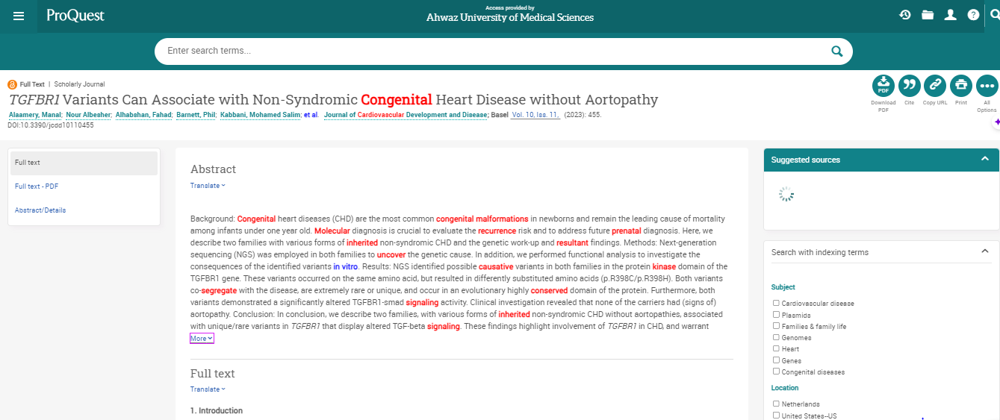 ProQuest
Access provided by
Ahwaz University of Medical Sciences
Enter search terms...
Full Text | Scholarly Journal
TGFBR1 Variants Can Associate with Non-Syndromic Congenital Heart Disease without Aortopathy
Alaamery, Manal; Nour Albesher; Alhabshan, Fahad; Barnett, Phil; Kabbani, Mohamed Salim; et al. Journal of Cardiovascular Development and Disease; Basel Vol. 10, Iss. 11, (2023): 455.
DOI:10.3390/jcdd10110455
PDF
Download PDF
Cite
Copy URL
Print
All Options
Full text
Full text - PDF
Abstract/Details
Abstract
Translate
Background: Congenital heart diseases (CHD) are the most common congenital malformations in newborns and remain the leading cause of mortality
among infants under one year old. Molecular diagnosis is crucial to evaluate the recurrence risk and to address future prenatal diagnosis. Here, we
describe two families with various forms of inherited non-syndromic CHD and the genetic work-up and resultant findings. Methods: Next-generation
sequencing (NGS) was employed in both families to uncover the genetic cause. In addition, we performed functional analysis to investigate the
consequences of the identified variants in vitro. Results: NGS identified possible causative variants in both families in the protein kinase domain of the
TGFBR1 gene. These variants occurred on the same amino acid, but resulted in differently substituted amino acids (p.R398C/p.R398H). Both variants
co-segregate with the disease, are extremely rare or unique, and occur in an evolutionary highly conserved domain of the protein. Furthermore, both
variants demonstrated a significantly altered TGFBR1-smad signaling activity. Clinical investigation revealed that none of the carriers had (signs of)
aortopathy. Conclusion: In conclusion, we describe two families, with various forms of inherited non-syndromic CHD without aortopathies, associated
with unique/rare variants in TGFBR1 that display altered TGF-beta signaling. These findings highlight involvement of TGFBR1 in CHD, and warrant
More
Full text
Translate
1. Introduction
Suggested sources
Search with indexing terms
Subject
Cardiovascular disease
Plasmids
Families & family life
Genomes
Heart
Genes
Congenital diseases
Location
Netherlands
United States--US